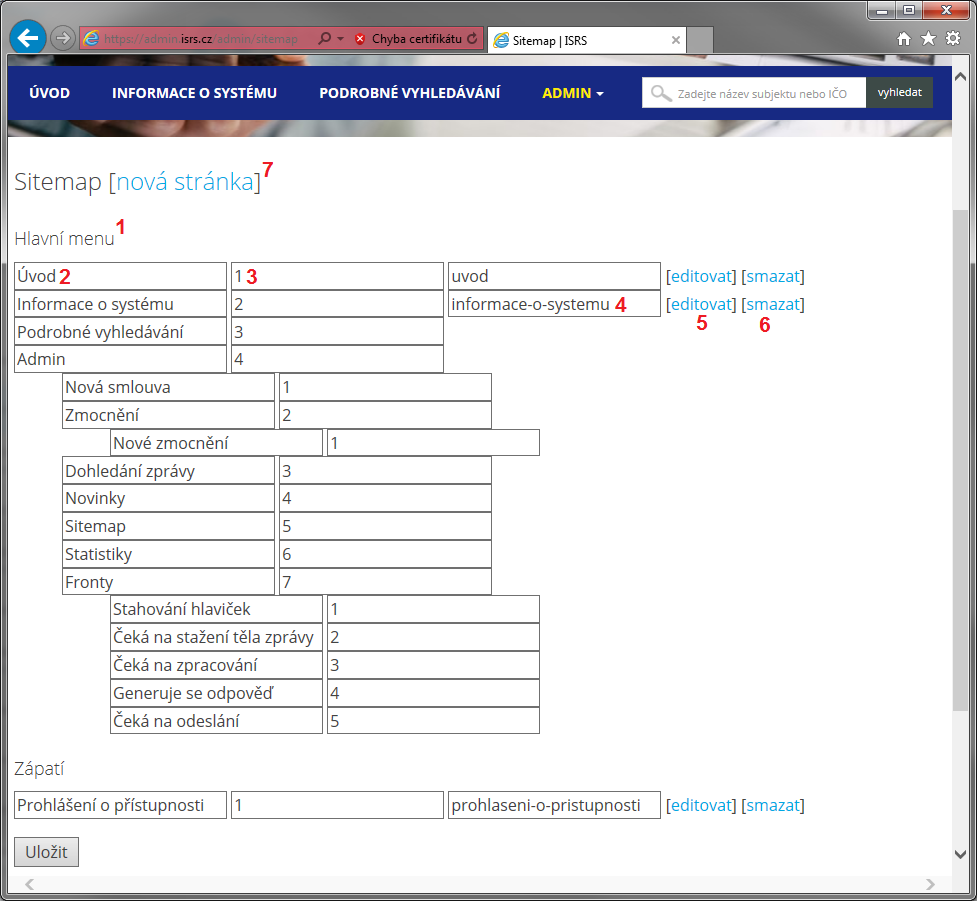 https://admin.isrs.cz/admin/sitemap Chyba certifikátu Sitemap | ISRS
ÚVOD INFORMACE O SYSTÉMU PODROBNÉ VYHLEDÁVÁNÍ ADMIN Zadejte název subjektu nebo IČO vyhledat
Sitemap [nová stránka] 7
Hlavní menu 1
Úvod 2 1 3 uvod [editovat] [smazat]
Informace o systému 2 informace-o-systemu 4 [editovat] [smazat]
5 6
Podrobné vyhledávání 3
Admin 4
Nová smlouva 1
Zmocnění 2
Nové zmocnění 1
Dohledání zprávy 3
Novinky 4
Sitemap 5
Statistiky 6
Fronty 7
Stahování hlaviček 1
Čeká na stažení těla zprávy 2
Čeká na zpracování 3
Generuje se odpověď 4
Čeká na odeslání 5
Zápatí
Prohlášení o přístupnosti 1 prohlaseni-o-pristupnosti [editovat] [smazat]
Uložit